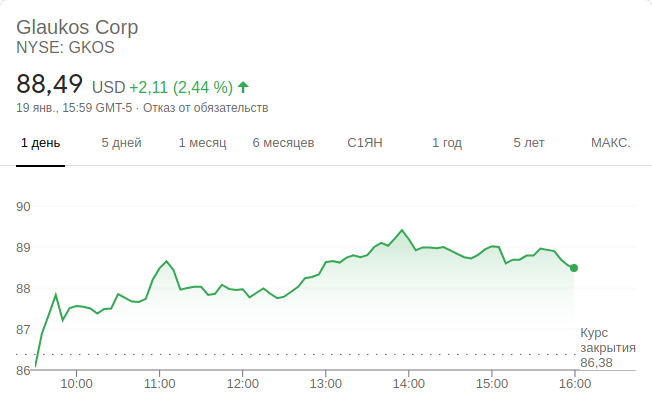 Glaukos Corp
NYSE: GKOS
88,49 USD +2,11 (2,44 %)
19 янв., 15:59 GMT-5 · Отказ от обязательств
1 день 5 дней 1 месяц 6 месяцев С1ЯН 1 год 5 лет МАКС.
90
89
88
87
Курс
закрытия
86,38
86
10:00 11:00 12:00 13:00 14:00 15:00 16:00